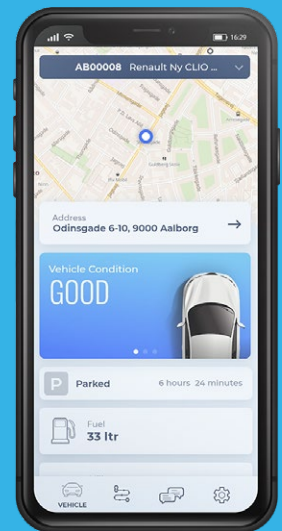 16:29
AB00008 Renault Ny CLIO ...
Address
Odinsgade 6-10, 9000 Aalborg
Vehicle Condition
GOOD
P Parked 6 hours 24 minutes
Fuel
33 ltr
VEHICLE